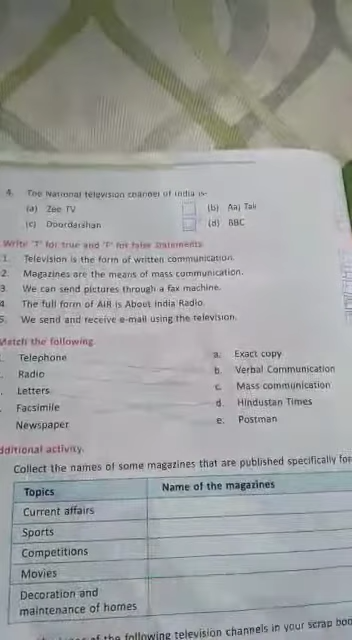 4. The National television channel of India is-
(a) Zee TV (b) Aaj Tak
(c) Doordarshan (d) BBC
Write 'T' for true and 'F' for false statements.
1. Television is the form of written communication.
2. Magazines are the means of mass communication.
3. We can send pictures through a fax machine.
4. The full form of AIR is About India Radio.
5. We send and receive e-mail using the television.
Match the following.
Telephone a. Exact copy
Radio b. Verbal Communication
Letters c. Mass communication
Facsimile d. Hindustan Times
Newspaper e. Postman
dditional activity.
Collect the names of some magazines that are published specifically for
Topics Name of the magazines
Current affairs
Sports
Competitions
Movies
Decoration and
maintenance of homes
of the following television channels in your scrap boo